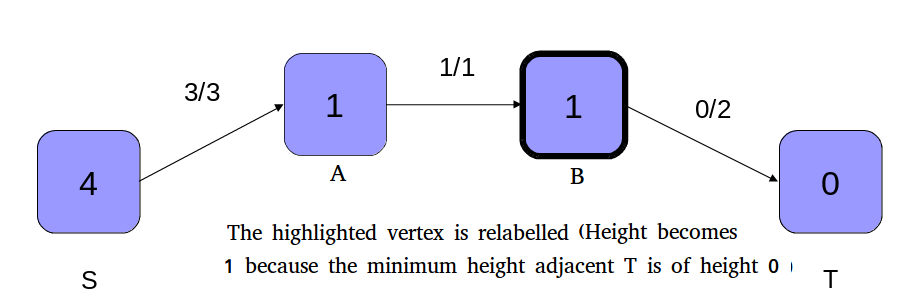 3/3
1/1
0/2
4
1
1
0
A
B
The highlighted vertex is relabelled (Height becomes
1 because the minimum height adjacent T is of height 0 )
S
T